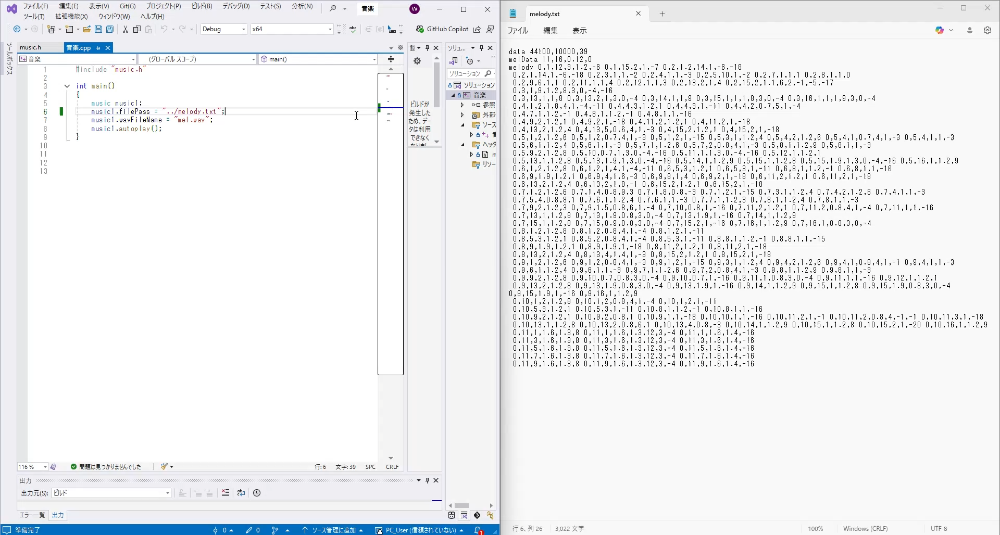 ファイル(F) 編集(E) 表示(V) Git(G) プロジェクト(P) ビルド(B) デバッグ(D) テスト(S) 分析(N) 音楽 W
ツール(T) 拡張機能(X) ウィンドウ(W) ヘルプ(H)
Debug x64 GitHub Copilot
ツールボックス
music.h 音楽.cpp
音楽 (グローバル スコープ) main()
1 #include "music.h"
2
3 int main()
4 {
5 music music1;
6 music1.filePass = "../melody.txt";
7 music1.wavFileName = "mel.wav";
8 music1.autoplay();
9 }
10
11
12
13
116 % 問題は見つかりませんでした 行: 6 文字: 39 SPC CRLF
診
ビルドが
発生した
ため、デー
タは利用
できなく
なりまし
ソリュ...
ソリューション
ソリューション
音楽
参照
外部
ソース
ヘッダ
リソー
出力
出力元(S): ビルド
エラー一覧 出力
準備完了 0 0 ソース管理に追加 PC_User (信頼されていない) 1
melody.txt
ファイル 編集 表示
data 44100,10000,39
melData 11,16,0.12,0
melody 0,1,12,3,1.2,-6 0,1,15,2,1,-7 0,2,1.2,14,1,-6,-18
0,2,1,14,1,-6,-18 0,2,3,1,1,-2 0,2,4,1,1,-3 0,2,5,10,1,-2 0,2,7,1,1,1 0,2,8,1,1,0
0,2,9,6,1,1 0,2,11,1,1,4 0,2,12,1,1,3 0,2,13,2,1,4 0,2,15,2,1.1,6,2,-1,-5,-17
0,3,1,9,1.2,8,3,0,-4,-16
0,3,13,1,1,8 0,3,13,2,1,3,0,-4 0,3,14,1,1,9 0,3,15,1,1,8,3,0,-4 0,3,16,1,1,1,9,3,0,-4
0,4,1,2,1,8,4,1,-4,-11 0,4,4,3,1,2,1 0,4,4,3,1,-11 0,4,4,2,0.7,5,1,-4
0,4,7,1,1.2,-1 0,4,8,1,1.2,-1 0,4,8,1,1,-16
0,4,9,2,1.2,1 0,4,9,2,1,-18 0,4,11,2,1.2,1 0,4,11,2,1,-18
0,4,13,2,1.2,4 0,4,13,5,0.6,4,1,-3 0,4,15,2,1.2,1 0,4,15,2,1,-18
0,5,1,2,1.2,6 0,5,1,2,0.7,4,1,-3 0,5,1,2,1,-15 0,5,3,1,1.2,4 0,5,4,2,1.2,6 0,5,4,1,0.7,4,1,-3 0,5,4,1,1,-3
0,5,6,1,1.2,4 0,5,6,1,1,-3 0,5,7,1,1.2,6 0,5,7,2,0.8,4,1,-3 0,5,8,1,1.2,9 0,5,8,1,1,-3
0,5,9,2,1.2,8 0,5,10,0.7,1,3,0,-4,-16 0,5,11,1,1,3,0,-4,-16 0,5,12,1,1.2,1
0,5,13,1,1.2,8 0,5,13,1.9,1,3,0,-4,-16 0,5,14,1,1.2,9 0,5,15,1,1.2,8 0,5,15,1.9,1,3,0,-4,-16 0,5,16,1,1.2,9
0,6,1,2,1.2,8 0,6,1,2,1,4,1,-4,-11 0,6,5,3,1.2,1 0,6,5,3,1,-11 0,6,8,1,1.2,-1 0,6,8,1,1,-16
0,6,9,1.9,1.2,1 0,6,9,4,1,6,-3 0,6,9,8,1,4 0,6,9,2,1,-18 0,6,11,2,1.2,1 0,6,11,2,1,-18
0,6,13,2,1.2,4 0,6,13,2,1,8,-1 0,6,15,2,1.2,1 0,6,15,2,1,-18
0,7,1,2,1.2,6 0,7,1,4,0.8,9,3 0,7,1,8,0.8,-3 0,7,1,2,1,-15 0,7,3,1,1.2,4 0,7,4,2,1.2,6 0,7,4,1,1,-3
0,7,5,4,0.8,8,1 0,7,6,1,1.2,4 0,7,6,1,1,-3 0,7,7,1,1.2,3 0,7,8,1,1.2,4 0,7,8,1,1,-3
0,7,9,2,1.2,3 0,7,9,1.5,0.8,6,1,-4 0,7,10,0.8,1,-16 0,7,11,2,1.2,1 0,7,11,2,0.8,4,1,-4 0,7,11,1,1,-16
0,7,13,1,1.2,8 0,7,13,1.9,0.8,3,0,-4 0,7,13,1.9,1,-16 0,7,14,1,1.2,9
0,7,15,1,1.2,8 0,7,15,0.9,0.8,3,0,-4 0,7,15,2,1,-16 0,7,16,1,1.2,9 0,7,16,1,0.8,3,0,-4
0,8,1,2,1.2,8 0,8,1,2,0.8,4,1,-4 0,8,1,2,1,-11
0,8,5,3,1.2,1 0,8,5,2,0.8,4,1,-4 0,8,5,3,1,-11 0,8,8,1,1.2,-1 0,8,8,1,1,-15
0,8,9,1.9,1.2,1 0,8,9,1.9,1,-18 0,8,11,2,1.2,1 0,8,11,2,1,-18
0,8,13,2,1.2,4 0,8,13,4,1,4,1,-3 0,8,15,2,1.2,1 0,8,15,2,1,-18
0,9,1,2,1.2,6 0,9,1,2,0.8,4,1,-3 0,9,1,2,1,-15 0,9,3,1,1.2,4 0,9,4,2,1.2,6 0,9,4,1,0.8,4,1,-1 0,9,4,1,1,-3
0,9,6,1,1.2,4 0,9,6,1,1,-3 0,9,7,1,1.2,6 0,9,7,2,0.8,4,1,-3 0,9,8,1,1.2,9 0,9,8,1,1,-3
0,9,9,2,1.2,8 0,9,10,0.7,0.8,3,0,-4 0,9,10,0.7,1,-16 0,9,11,1,0.8,3,0,-4 0,9,11,1,1,-16 0,9,12,1,1.2,1
0,9,13,2,1.2,8 0,9,13,1.9,0.8,3,0,-4 0,9,13,1.9,1,-16 0,9,14,1,1.2,9 0,9,15,1,1.2,8 0,9,15,1.9,0.8,3,0,-4
0,9,15,1.9,1,-16 0,9,16,1,1.2,9
0,10,1,2,1.2,8 0,10,1,2,0.8,4,1,-4 0,10,1,2,1,-11
0,10,5,3,1.2,1 0,10,5,3,1,-11 0,10,8,1,1.2,-1 0,10,8,1,1,-16
0,10,9,2,1.2,1 0,10,9,2,0.8,1 0,10,9,1,1,-18 0,10,10,1,1,-16 0,10,11,2,1,-1 0,10,11,2,0.8,4,-1,-1 0,10,11,3,1,-18
0,10,13,1,1.2,8 0,10,13,2,0.8,6,1 0,10,13,4,0.8,-3 0,10,14,1,1.2,9 0,10,15,1,1.2,8 0,10,15,2,1,-20 0,10,16,1,1.2,9
0,11,1,1.6,1.3,8 0,11,1,1.6,1.3,12,3,-4 0,11,1,1.6,1.4,-16
0,11,3,1.6,1.3,8 0,11,3,1.6,1.3,12,3,-4 0,11,3,1.6,1.4,-16
0,11,5,1.6,1.3,8 0,11,5,1.6,1.3,12,3,-4 0,11,5,1.6,1.4,-16
0,11,7,1.6,1.3,8 0,11,7,1.6,1.3,12,3,-4 0,11,7,1.6,1.4,-16
0,11,9,1.6,1.3,8 0,11,9,1.6,1.3,12,3,-4 0,11,9,1.6,1.4,-16
行 6、列 26 3,022 文字 100% Windows (CRLF) UTF-8